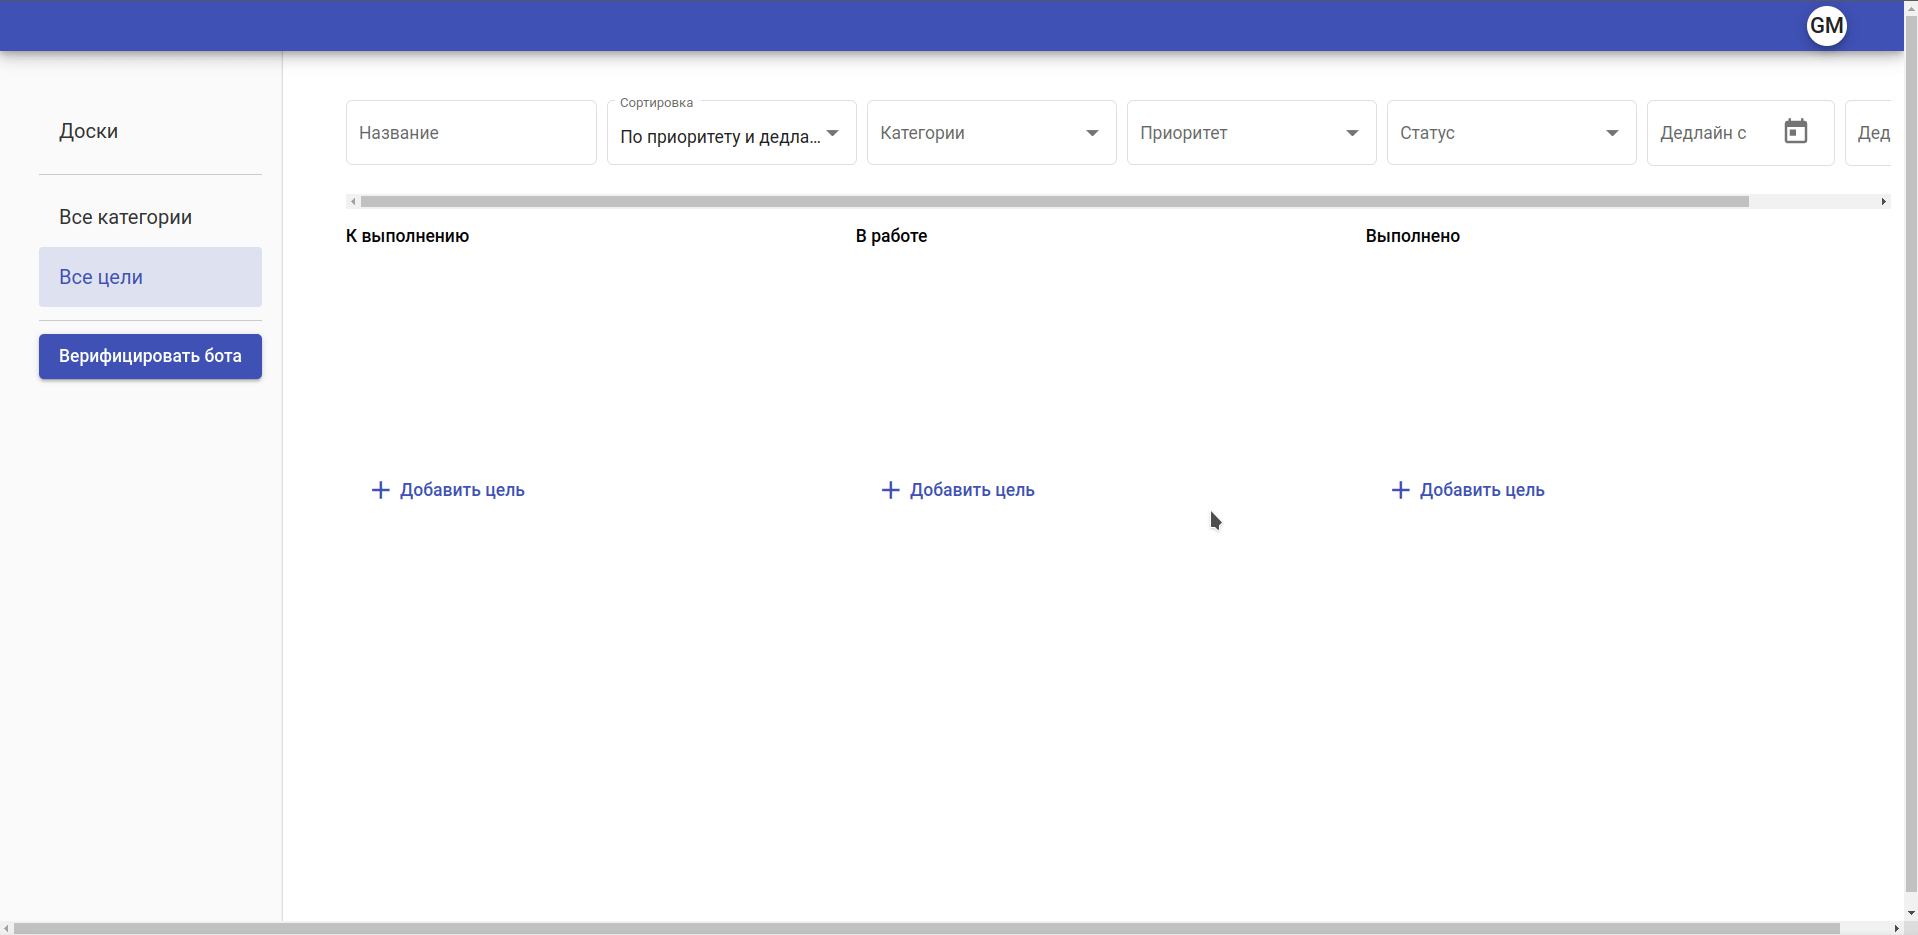 GM
Доски
Все категории
Все цели
Верифицировать бота
Название
Сортировка
По приоритету и дедла...
Категории
Приоритет
Статус
Дедлайн с
Дед
К выполнению
В работе
Выполнено
Добавить цель
Добавить цель
Добавить цель